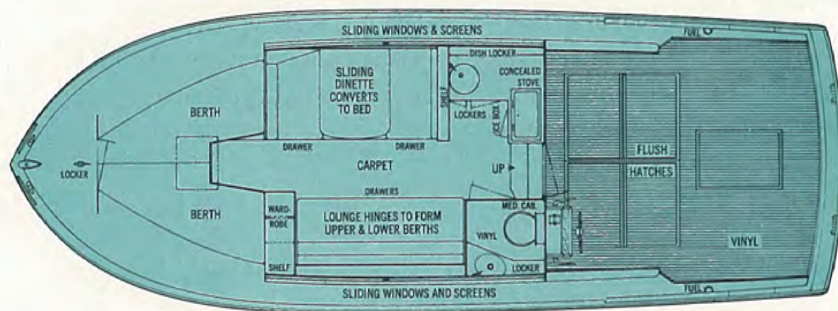 SLIDING WINDOWS & SCREENS
FUEL
DISH LOCKER
CONCEALED
STOVE
SLIDING
DINETTE
CONVERTS
TO BED
SHELF
LOCKERS
ICE BOX
BERTH
DRAWER
DRAWER
FLUSH
LOCKER
CARPET
UP
HATCHES
DRAWERS
BERTH
WARD-
ROBE
LOUNGE HINGES TO FORM
UPPER & LOWER BERTHS
MED. CAB.
VINYL
VINYL
SHELF
LOCKER
SLIDING WINDOWS AND SCREENS
FUEL